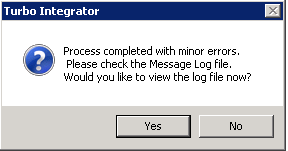 Turbo Integrator
Process completed with minor errors.
Please check the Message Log file.
Would you like to view the log file now?
Yes
No